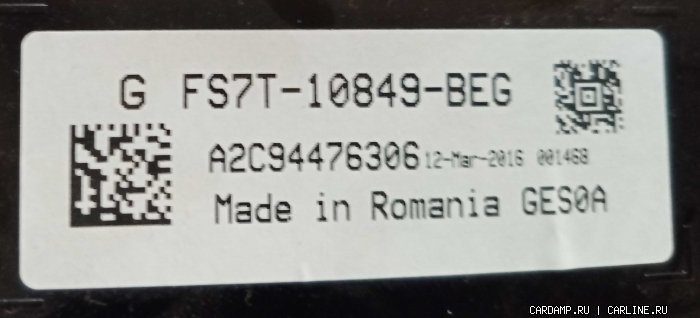 G FS7T-10849-BEG
A2C94476306 12-Mar-2016 001468
Made in Romania GES0A
CARDAMP.RU | CARLINE.RU